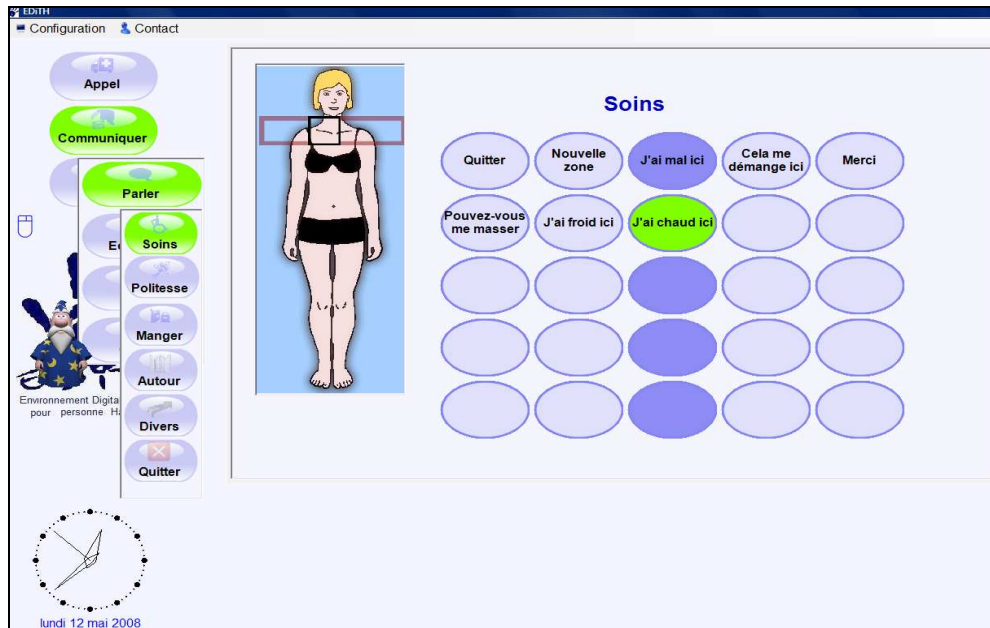 EDiTH
Configuration Contact
Appel
Communiquer
Parler
Soins
Politesse
Manger
Autour
Divers
Quitter
Environnement Digita
pour personne
lundi 12 mai 2008
Soins
Quitter
Nouvelle
zone
J'ai mal ici
Cela me
démange ici
Merci
Pouvez-vous
me masser
J'ai froid ici
J'ai chaud ici